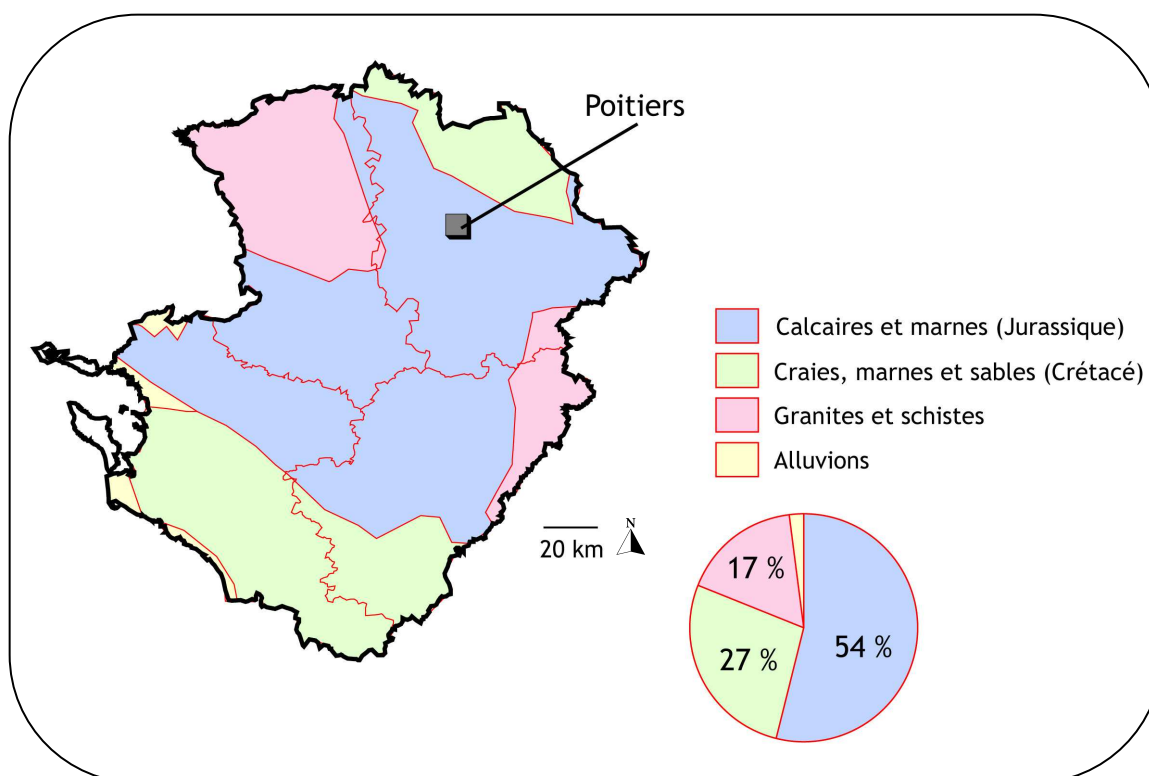 Poitiers
Calcaires et marnes (Jurassique)
Craies, marnes et sables (Crétacé)
Granites et schistes
Alluvions
N
20 km
17 %
27 %
54 %